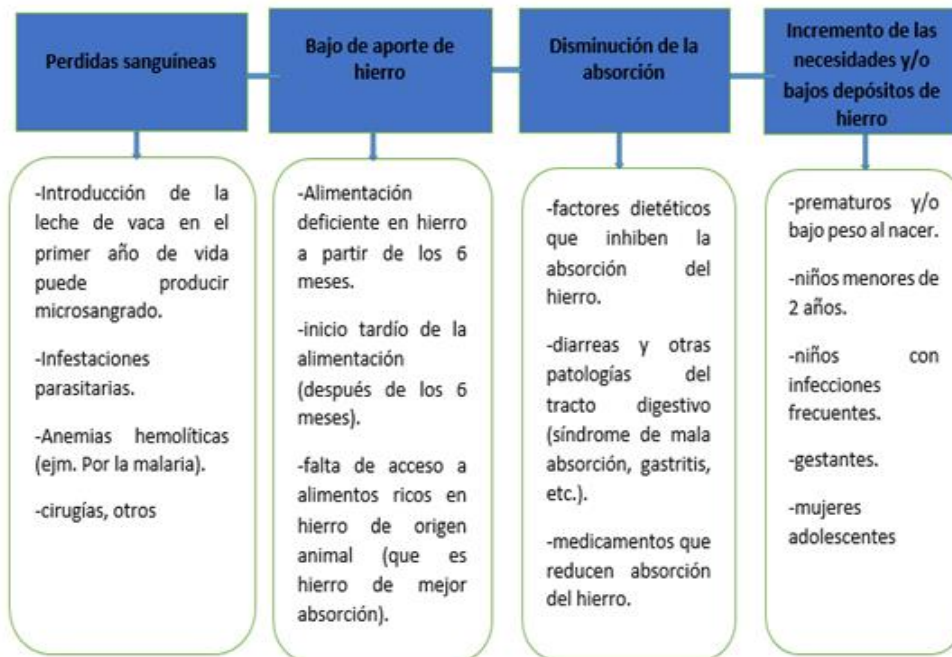 Perdidas sanguíneas
-Introducción de la
leche de vaca en el
primer año de vida
puede producir
microsangrado.
-Infestaciones
parasitarias.
-Anemias hemolíticas
(ejm. Por la malaria).
-cirugías, otros
Bajo de aporte de
hierro
-Alimentación
deficiente en hierro
a partir de los 6
meses.
-inicio tardío de la
alimentación
(después de los 6
meses).
-falta de acceso a
alimentos ricos en
hierro de origen
animal (que es
hierro de mejor
absorción).
Disminución de la
absorción
-factores dietéticos
que inhiben la
absorción del
hierro.
-diarreas y otras
patologías del
tracto digestivo
(síndrome de mala
absorción, gastritis,
etc.).
-medicamentos que
reducen absorción
del hierro.
Incremento de las
necesidades y/o
bajos depósitos de
hierro
-prematuros y/o
bajo peso al nacer.
-niños menores de
2 años.
-niños con
infecciones
frecuentes.
-gestantes.
-mujeres
adolescentes